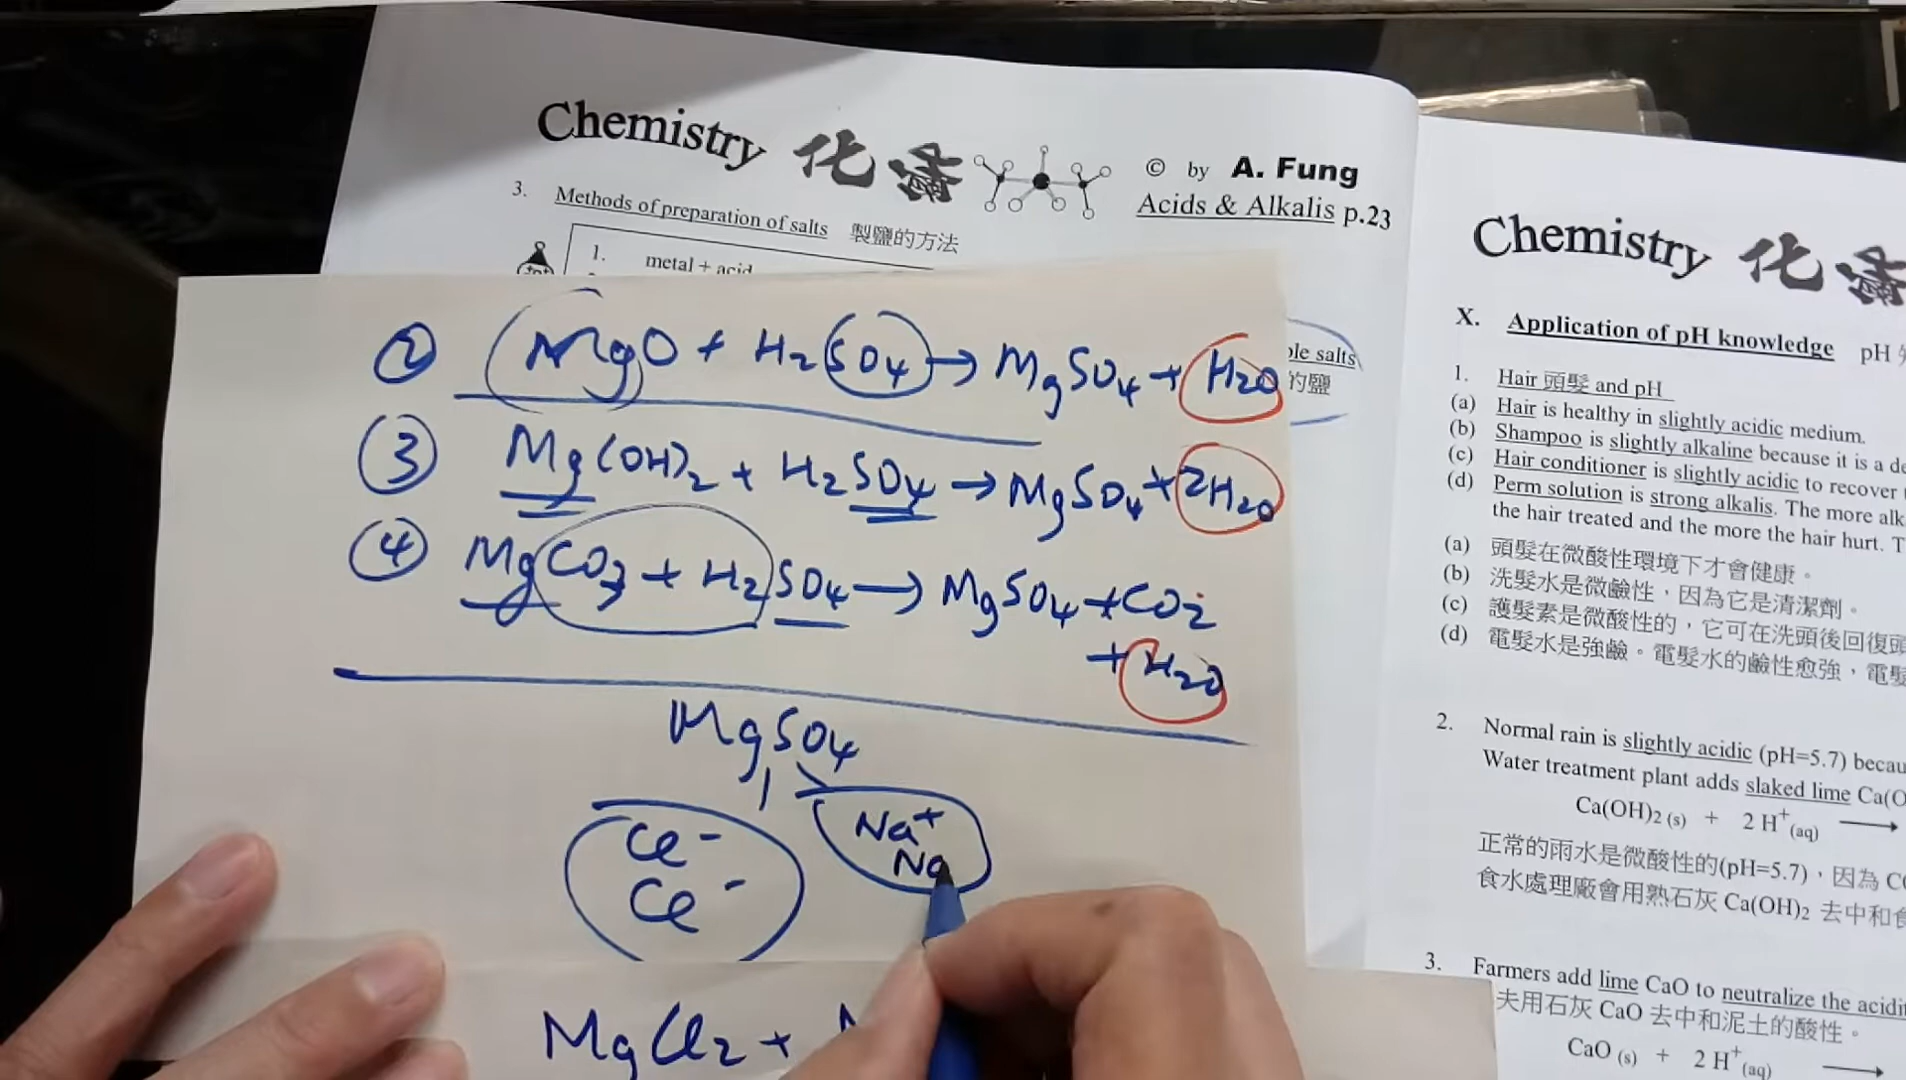 Chemistry 化 © by A. Fung
Acids & Alkalis p.23
3. Methods of preparation of salts 製鹽的方法
1. metal + acid
ble salts
的鹽
② MgO + H₂SO₄ → MgSO₄ + H₂O
③ Mg(OH)₂ + H₂SO₄ → MgSO₄ + 2H₂O
④ MgCO₃ + H₂SO₄ → MgSO₄ + CO₂
+ H₂O
MgSO₄
Cl⁻ Na⁺
Cl⁻ Na
MgCl₂ +
Chemistry 化
X. Application of pH knowledge pH
1. Hair 頭髮 and pH
(a) Hair is healthy in slightly acidic medium.
(b) Shampoo is slightly alkaline because it is a de
(c) Hair conditioner is slightly acidic to recover
(d) Perm solution is strong alkalis. The more alk
the hair treated and the more the hair hurt. T
(a) 頭髮在微酸性環境下才會健康。
(b) 洗髮水是微鹼性，因為它是清潔劑。
(c) 護髮素是微酸性的，它可在洗頭後回復頭
(d) 電髮水是強鹼。電髮水的鹼性愈強，電髮
2. Normal rain is slightly acidic (pH=5.7) becau
Water treatment plant adds slaked lime Ca(O
Ca(OH)₂ (s) + 2 H⁺(aq) ⟶
正常的雨水是微酸性的(pH=5.7)，因為 C
食水處理廠會用熟石灰 Ca(OH)₂ 去中和食
3. Farmers add lime CaO to neutralize the acidi
夫用石灰 CaO 去中和泥土的酸性。
CaO (s) + 2 H⁺(aq) ⟶